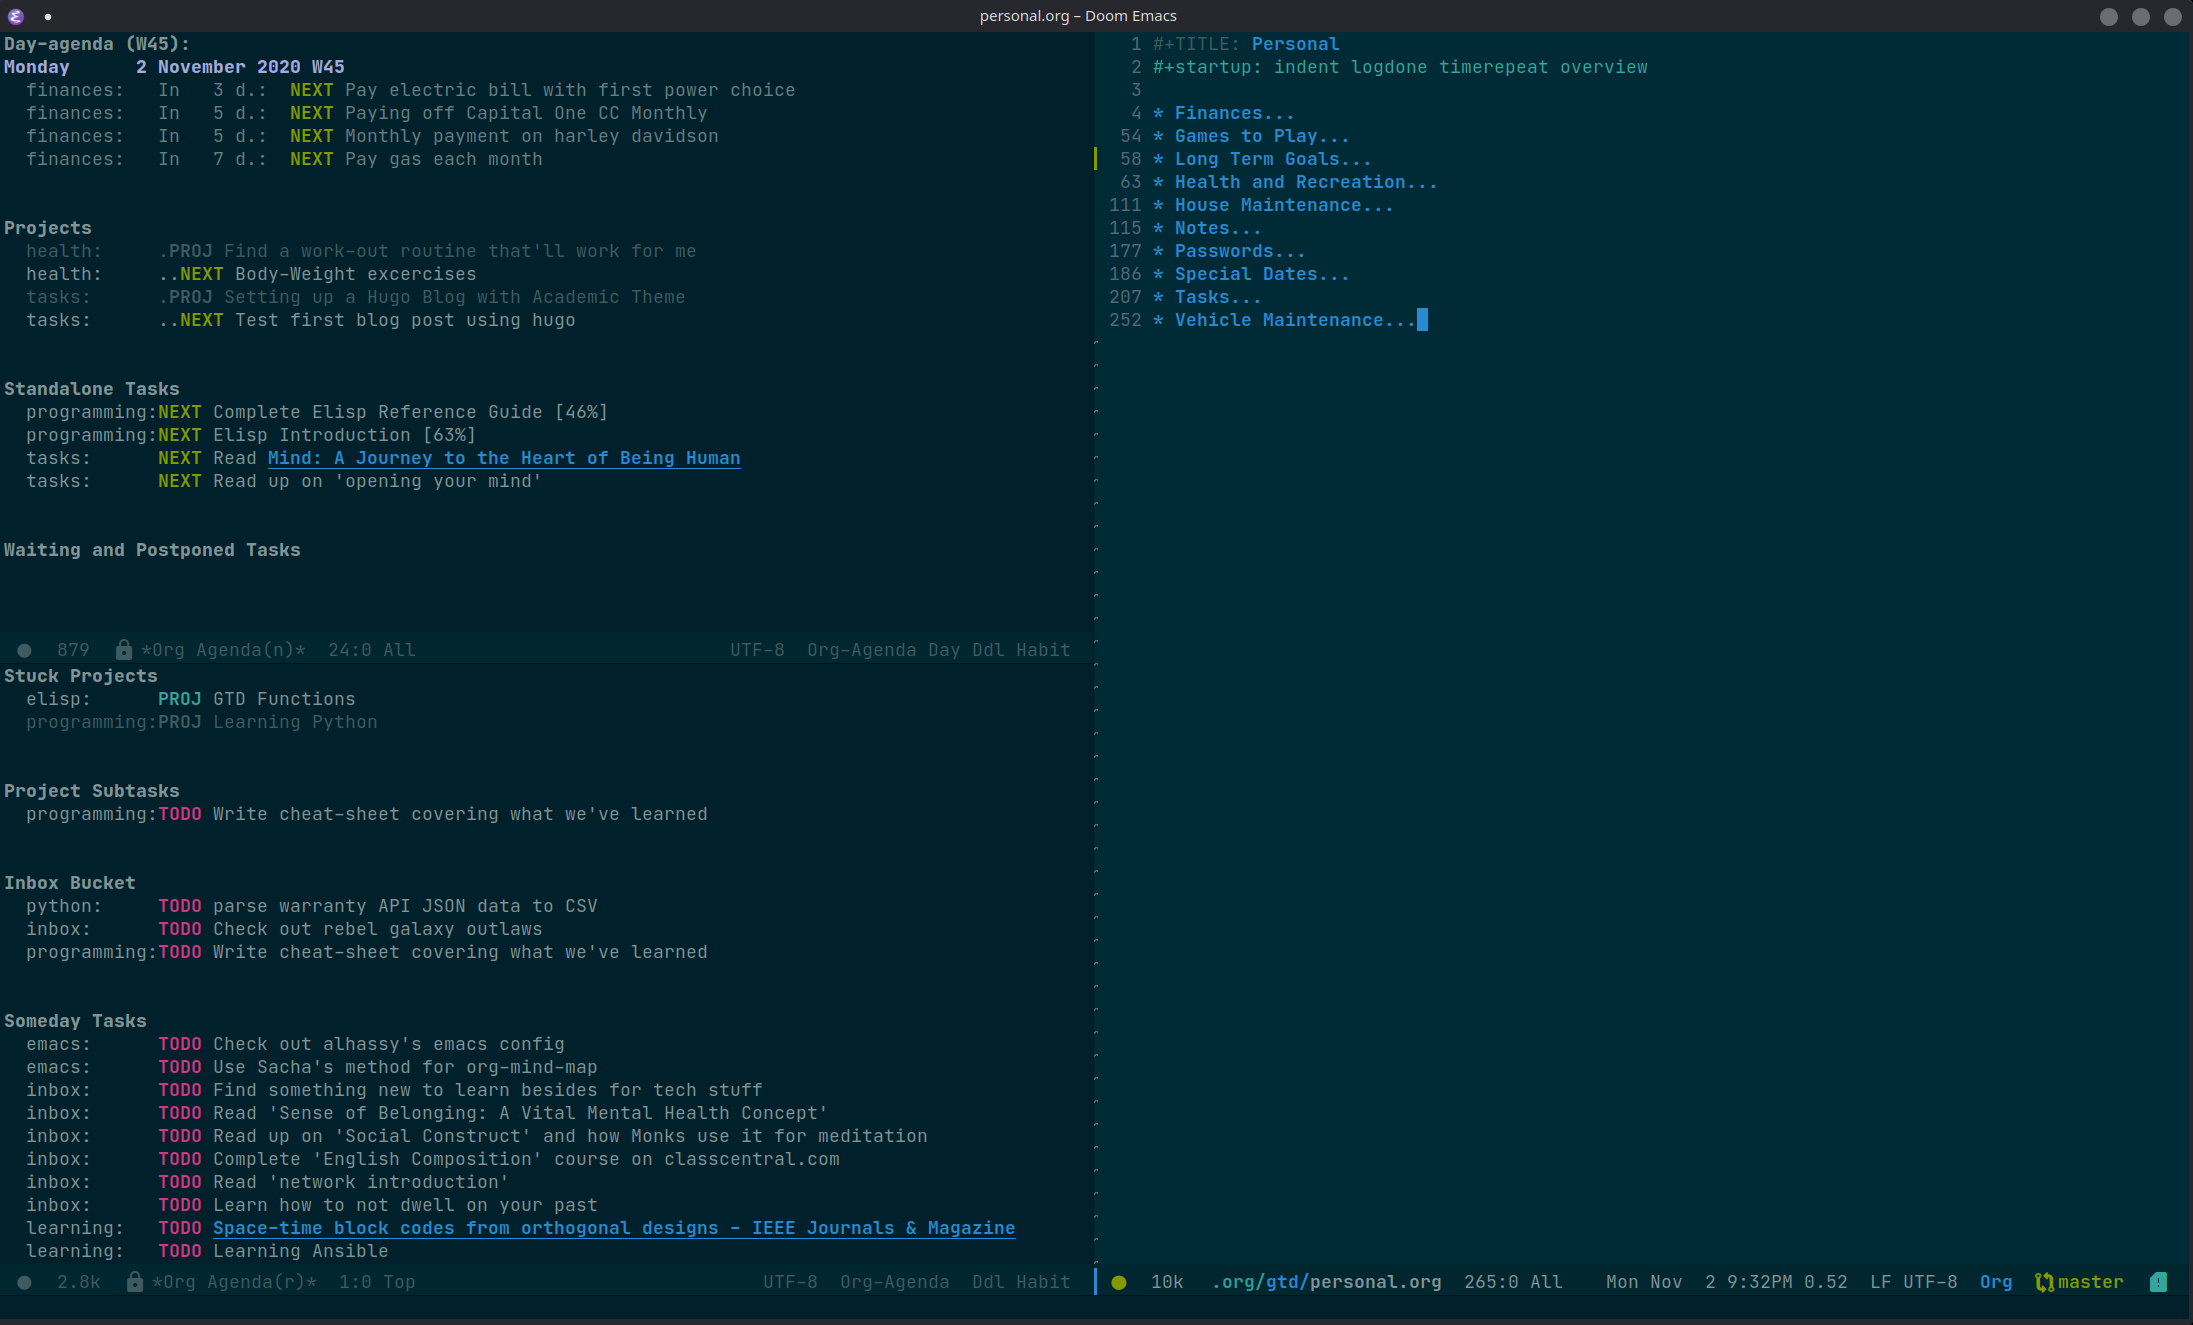 personal.org – Doom Emacs
Day-agenda (W45):
Monday      2 November 2020 W45
finances:   In   3 d.:  NEXT Pay electric bill with first power choice
finances:   In   5 d.:  NEXT Paying off Capital One CC Monthly
finances:   In   5 d.:  NEXT Monthly payment on harley davidson
finances:   In   7 d.:  NEXT Pay gas each month
Projects
health:     .PROJ Find a work-out routine that'll work for me
health:     ..NEXT Body-Weight excercises
tasks:      .PROJ Setting up a Hugo Blog with Academic Theme
tasks:      ..NEXT Test first blog post using hugo
Standalone Tasks
programming:NEXT Complete Elisp Reference Guide [46%]
programming:NEXT Elisp Introduction [63%]
tasks:      NEXT Read Mind: A Journey to the Heart of Being Human
tasks:      NEXT Read up on 'opening your mind'
Waiting and Postponed Tasks
879 *Org Agenda(n)*  24:0 All UTF-8  Org-Agenda Day Ddl Habit
Stuck Projects
elisp:      PROJ GTD Functions
programming:PROJ Learning Python
Project Subtasks
programming:TODO Write cheat-sheet covering what we've learned
Inbox Bucket
python:     TODO parse warranty API JSON data to CSV
inbox:      TODO Check out rebel galaxy outlaws
programming:TODO Write cheat-sheet covering what we've learned
Someday Tasks
emacs:      TODO Check out alhassy's emacs config
emacs:      TODO Use Sacha's method for org-mind-map
inbox:      TODO Find something new to learn besides for tech stuff
inbox:      TODO Read 'Sense of Belonging: A Vital Mental Health Concept'
inbox:      TODO Read up on 'Social Construct' and how Monks use it for meditation
inbox:      TODO Complete 'English Composition' course on classcentral.com
inbox:      TODO Read 'network introduction'
inbox:      TODO Learn how to not dwell on your past
learning:   TODO Space-time block codes from orthogonal designs - IEEE Journals & Magazine
learning:   TODO Learning Ansible
2.8k *Org Agenda(r)*  1:0 Top UTF-8  Org-Agenda  Ddl Habit
1 #+TITLE: Personal
2 #+startup: indent logdone timerepeat overview
3
4 * Finances...
54 * Games to Play...
58 * Long Term Goals...
63 * Health and Recreation...
111 * House Maintenance...
115 * Notes...
177 * Passwords...
186 * Special Dates...
207 * Tasks...
252 * Vehicle Maintenance...
10k  .org/gtd/personal.org  265:0 All  Mon Nov  2 9:32PM 0.52  LF UTF-8  Org  master